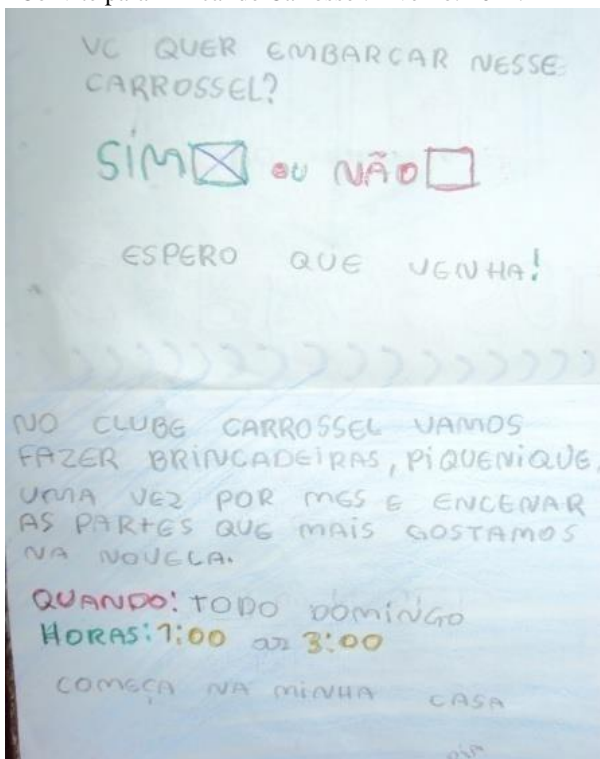 VC QUER EMBARCAR NESSE
CARROSSEL?
SIM ou NÃO
ESPERO QUE VENHA!
NO CLUBE CARROSSEL VAMOS
FAZER BRINCADEIRAS, PIQUENIQUE,
UMA VEZ POR MES E ENCENAR
AS PARTES QUE MAIS GOSTAMOS
NA NOVELA.
QUANDO: TODO DOMINGO
HORAS: 1:00 as 3:00
COMEÇA NA MINHA CASA